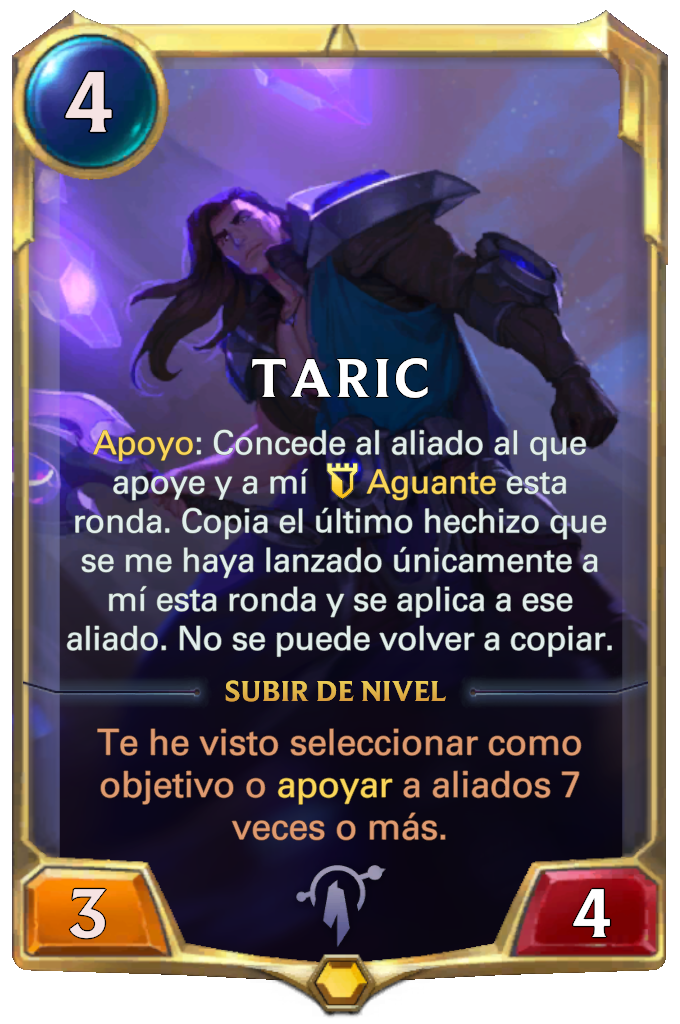 4
TARIC
Apoyo: Concede al aliado al que
apoye y a mí Aguante esta
ronda. Copia el último hechizo que
se me haya lanzado únicamente a
mí esta ronda y se aplica a ese
aliado. No se puede volver a copiar.
SUBIR DE NIVEL
Te he visto seleccionar como
objetivo o apoyar a aliados 7
veces o más.
3
4